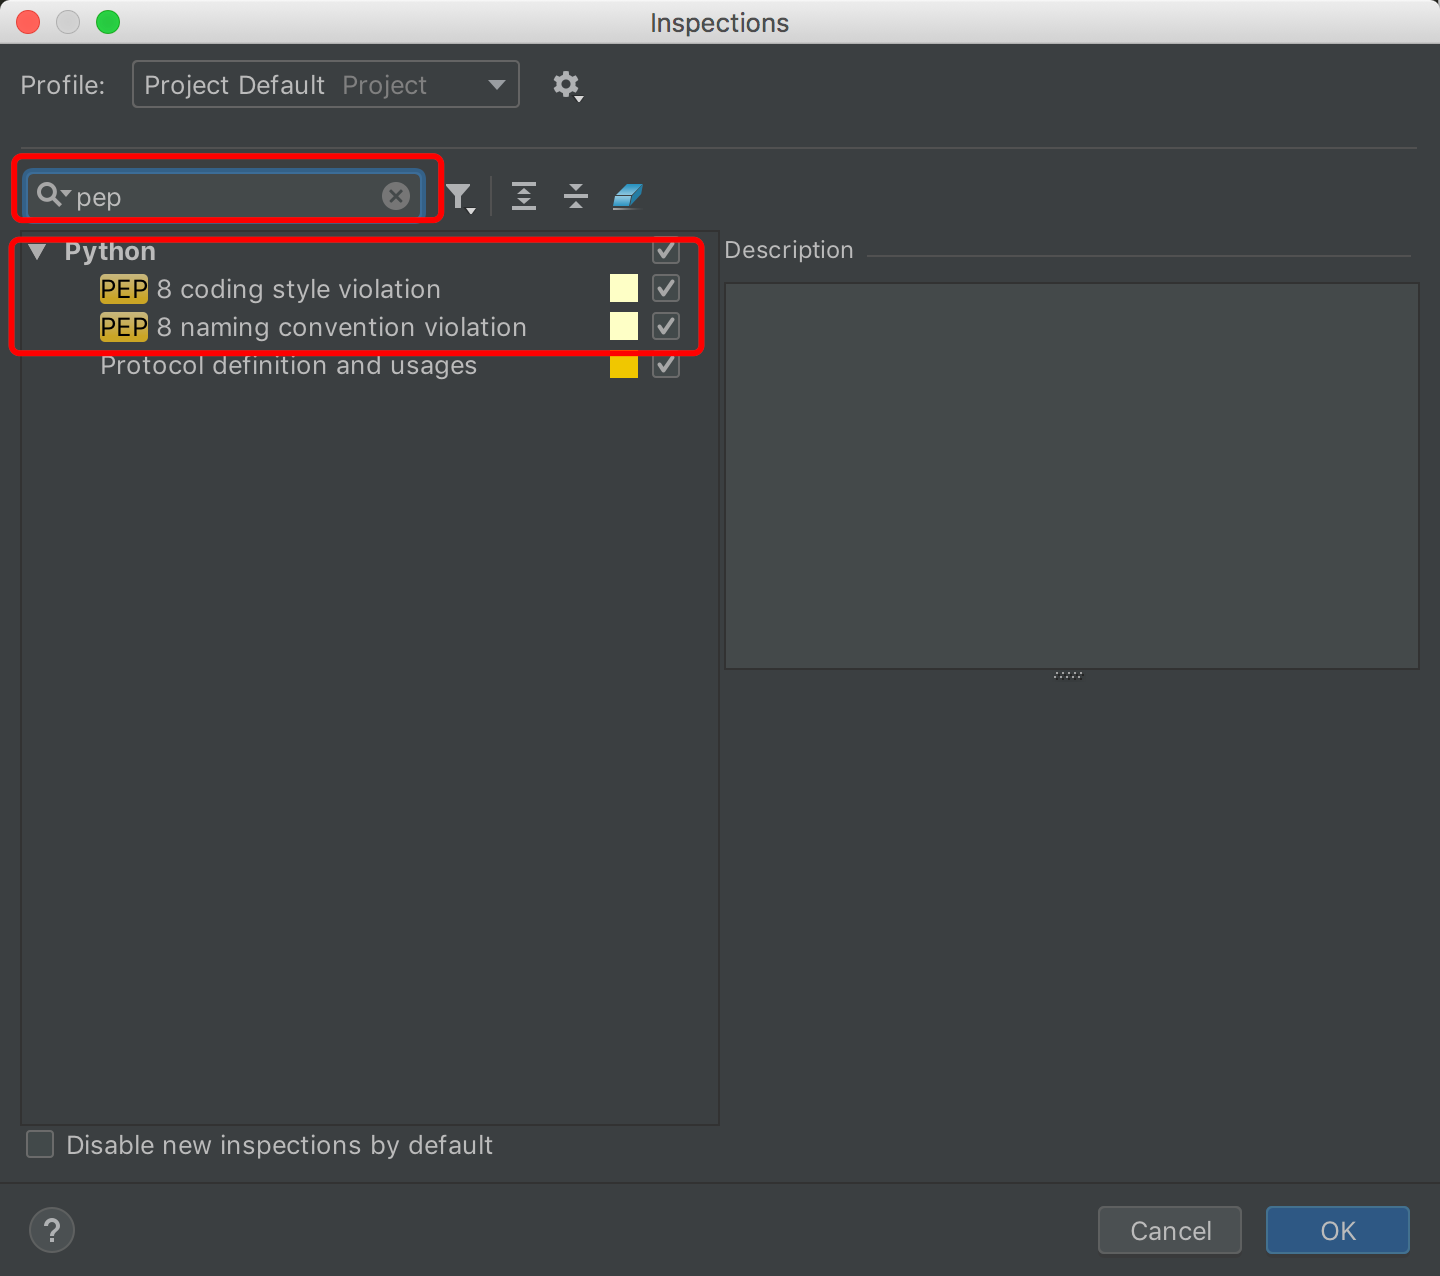 Inspections
Profile: Project Default Project
pep
Python
PEP 8 coding style violation
PEP 8 naming convention violation
Protocol definition and usages
Description
Disable new inspections by default
?
Cancel
OK